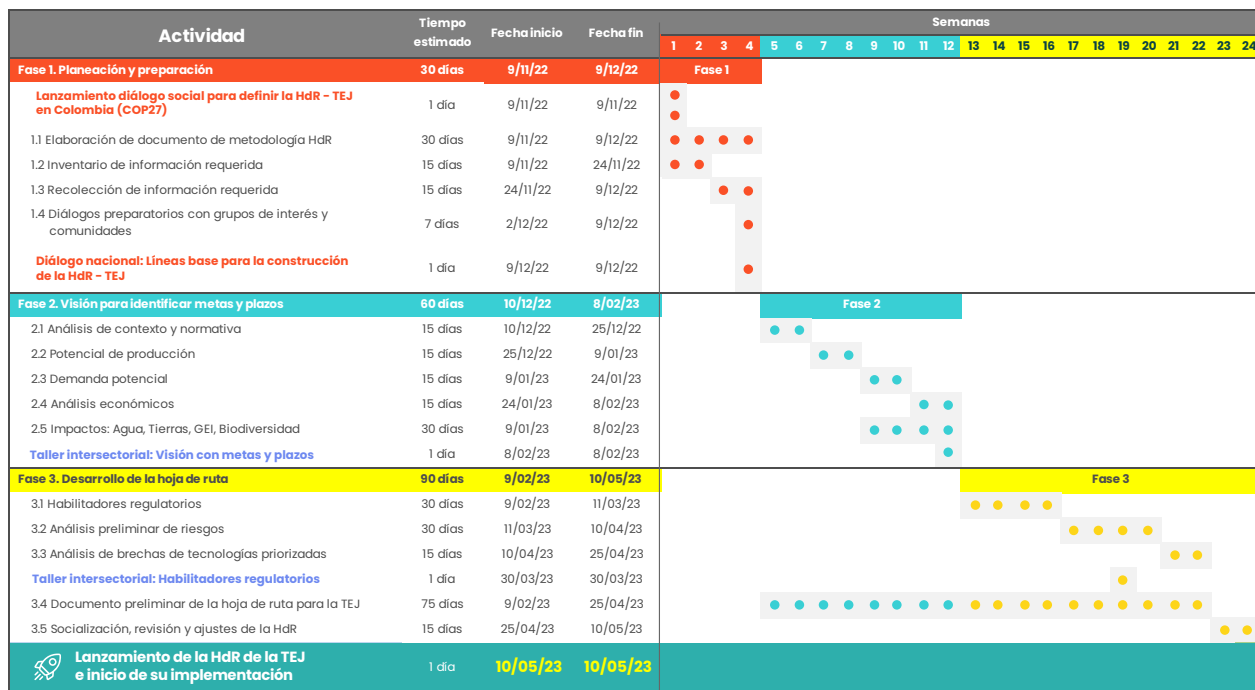 Actividad Tiempo estimado Fecha inicio Fecha fin Semanas
1 2 3 4 5 6 7 8 9 10 11 12 13 14 15 16 17 18 19 20 21 22 23 24
Fase 1. Planeación y preparación 30 días 9/11/22 9/12/22 Fase 1
Lanzamiento diálogo social para definir la HdR - TEJ
en Colombia (COP27) 1 día 9/11/22 9/11/22
1.1 Elaboración de documento de metodología HdR 30 días 9/11/22 9/12/22
1.2 Inventario de información requerida 15 días 9/11/22 24/11/22
1.3 Recolección de información requerida 15 días 24/11/22 9/12/22
1.4 Diálogos preparatorios con grupos de interés y
comunidades 7 días 2/12/22 9/12/22
Diálogo nacional: Líneas base para la construcción
de la HdR - TEJ 1 día 9/12/22 9/12/22
Fase 2. Visión para identificar metas y plazos 60 días 10/12/22 8/02/23 Fase 2
2.1 Análisis de contexto y normativa 15 días 10/12/22 25/12/22
2.2 Potencial de producción 15 días 25/12/22 9/01/23
2.3 Demanda potencial 15 días 9/01/23 24/01/23
2.4 Análisis económicos 15 días 24/01/23 8/02/23
2.5 Impactos: Agua, Tierras, GEI, Biodiversidad 30 días 9/01/23 8/02/23
Taller intersectorial: Visión con metas y plazos 1 día 8/02/23 8/02/23
Fase 3. Desarrollo de la hoja de ruta 90 días 9/02/23 10/05/23 Fase 3
3.1 Habilitadores regulatorios 30 días 9/02/23 11/03/23
3.2 Análisis preliminar de riesgos 30 días 11/03/23 10/04/23
3.3 Análisis de brechas de tecnologías priorizadas 15 días 10/04/23 25/04/23
Taller intersectorial: Habilitadores regulatorios 1 día 30/03/23 30/03/23
3.4 Documento preliminar de la hoja de ruta para la TEJ 75 días 9/02/23 25/04/23
3.5 Socialización, revisión y ajustes de la HdR 15 días 25/04/23 10/05/23
Lanzamiento de la HdR de la TEJ
e inicio de su implementación 1 día 10/05/23 10/05/23